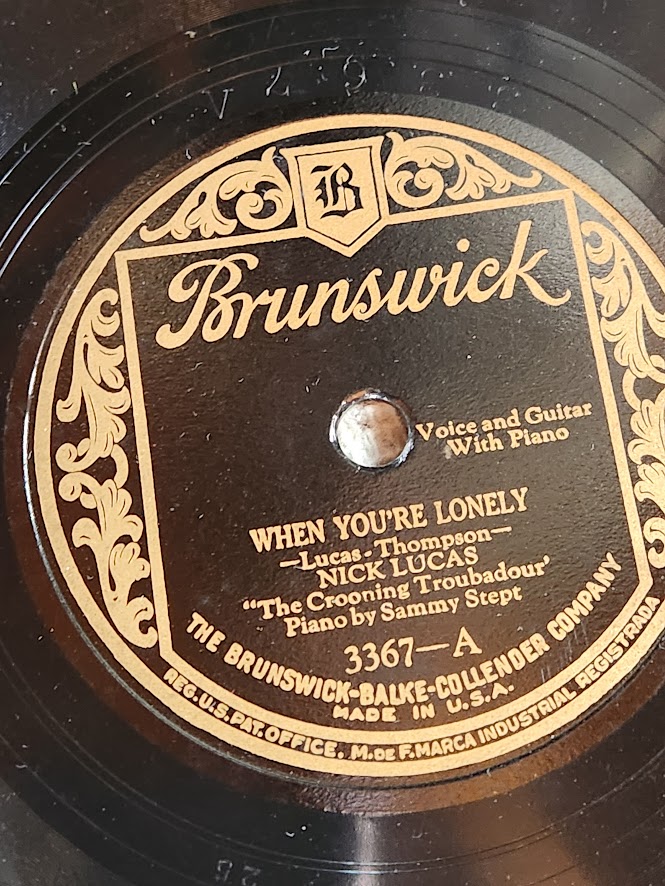 B
Brunswick
Voice and Guitar
With Piano
WHEN YOU'RE LONELY
—Lucas-Thompson—
NICK LUCAS
"The Crooning Troubadour'
Piano by Sammy Stept
3367—A
THE BRUNSWICK-BALKE-COLLENDER COMPANY
MADE IN U.S.A.
REG. U.S. PAT. OFFICE. M. DE F. MARCA INDUSTRIAL REGISTRADA